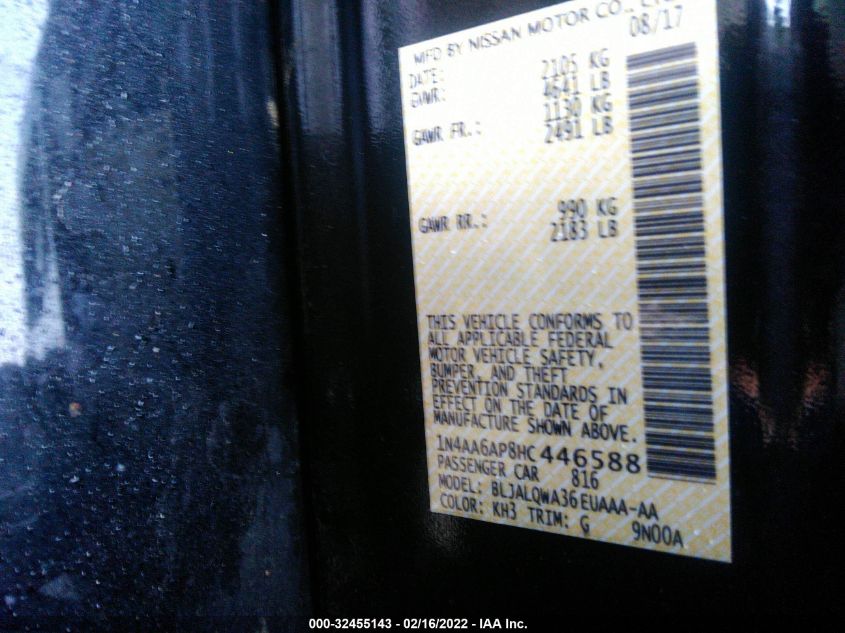 MFD BY NISSAN MOTOR CO.,
DATE: 08/17
GVWR: 2105 KG
4641 LB
GAWR FR.: 1130 KG
2491 LB
GAWR RR.: 990 KG
2183 LB
THIS VEHICLE CONFORMS TO
ALL APPLICABLE FEDERAL
MOTOR VEHICLE SAFETY,
BUMPER, AND THEFT
PREVENTION STANDARDS IN
EFFECT ON THE DATE OF
MANUFACTURE SHOWN ABOVE.
1N4AA6AP8HC446588
PASSENGER CAR 816
MODEL: BLJALQWA36EUAAA-AA
COLOR: KH3 TRIM: G 9N00A
000-32455143 - 02/16/2022 - IAA Inc.